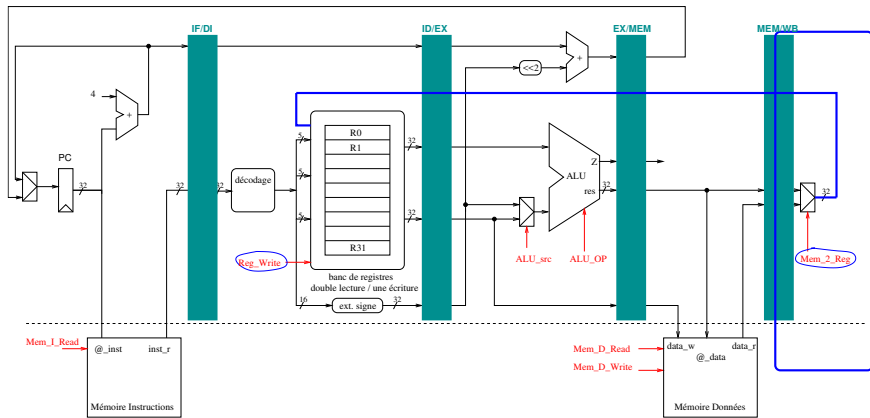 IF/DI
ID/EX
EX/MEM
MEM/WB
4
+
<<2
+
PC
32
32
32
décodage
5
5
5
R0
R1
R31
32
32
Z
ALU
res
32
32
Reg_Write
ALU_src
ALU_OP
Mem_2_Reg
banc de registres
double lecture / une écriture
16
ext. signe
32
Mem_I_Read
@_inst
inst_r
Mémoire Instructions
Mem_D_Read
Mem_D_Write
data_w
data_r
@_data
Mémoire Données